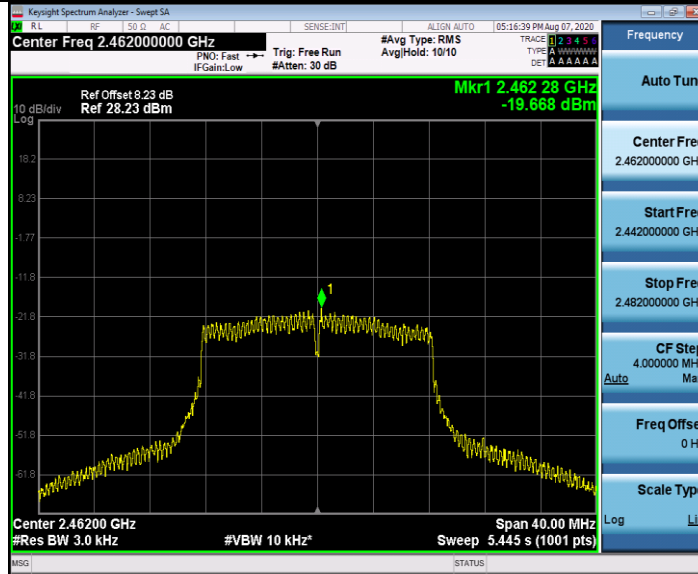 Keysight Spectrum Analyzer - Swept SA
RL RF 50 Ω AC SENSE:INT ALIGN AUTO 05:16:39 PM Aug 07, 2020
Center Freq 2.462000000 GHz
PNO: Fast
IFGain:Low
Trig: Free Run
#Atten: 30 dB
#Avg Type: RMS
Avg|Hold: 10/10
TRACE 1 2 3 4 5 6
TYPE A WWWWW
DET A A A A A A
Ref Offset 8.23 dB
Ref 28.23 dBm
10 dB/div
Log
Mkr1 2.462 28 GHz
-19.668 dBm
18.2
8.23
-1.77
-11.8
-21.8
-31.8
-41.8
-51.8
-61.8
1
Center 2.46200 GHz
#Res BW 3.0 kHz
#VBW 10 kHz*
Span 40.00 MHz
Sweep 5.445 s (1001 pts)
MSG
STATUS
Frequency
Auto Tun
Center Fre
2.462000000 GH
Start Fre
2.442000000 GH
Stop Fre
2.482000000 GH
CF Ste
4.000000 MH
Auto Ma
Freq Offse
0 H
Scale Typ
Log Li